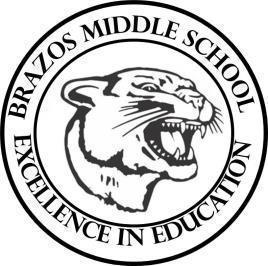 BRAZOS MIDDLE SCHOOL
EXCELLENCE IN EDUCATION